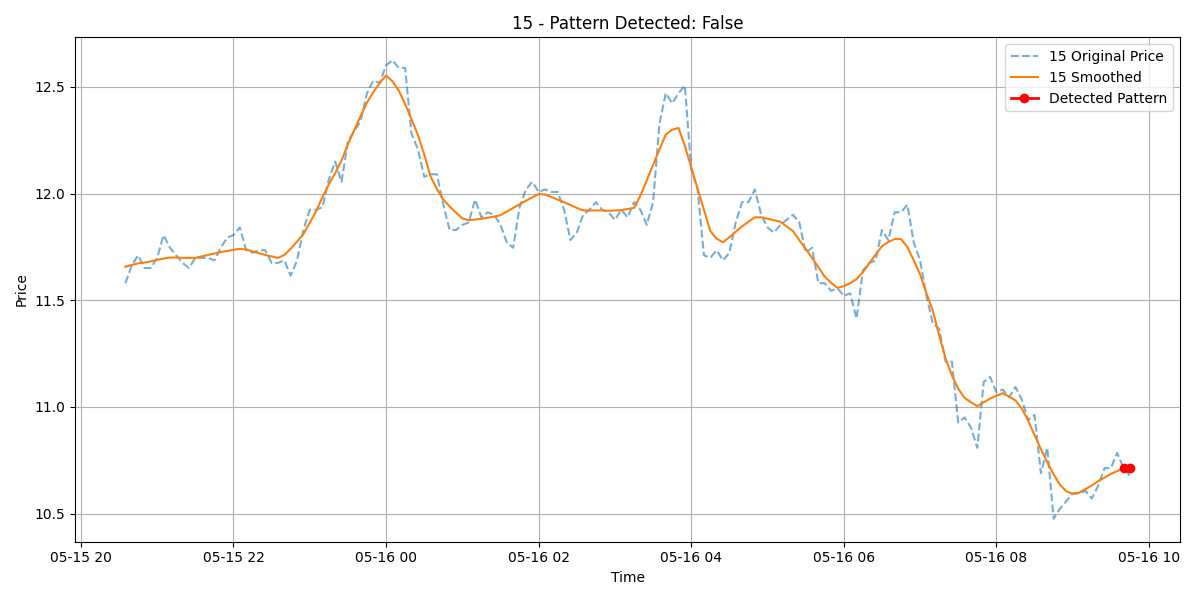 15 - Pattern Detected: False
15 Original Price
15 Smoothed
Detected Pattern
Price
12.5
12.0
11.5
11.0
10.5
05-15 20
05-15 22
05-16 00
05-16 02
05-16 04
05-16 06
05-16 08
05-16 10
Time